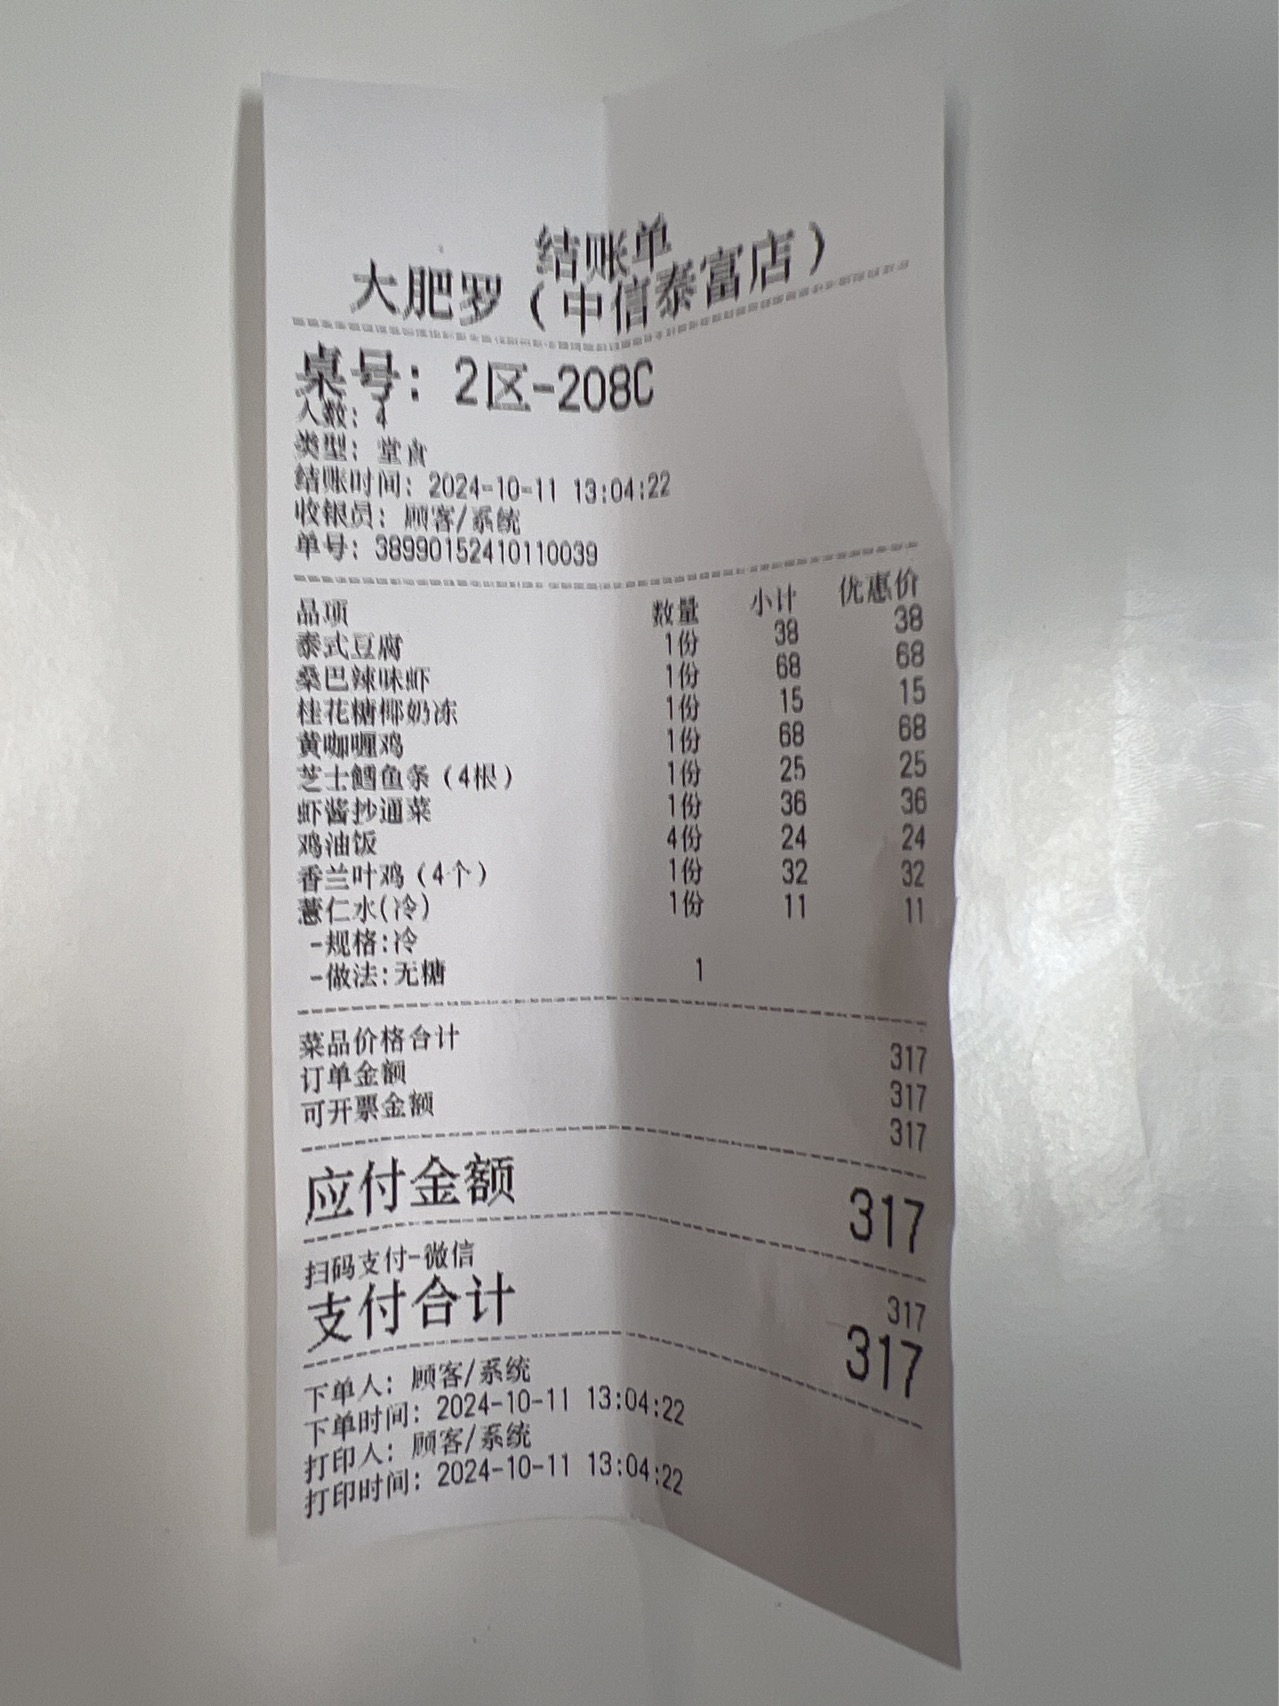 结账单
大肥罗（中信泰富店）
桌号：2区-208C
人数：4
类型：堂食
结账时间：2024-10-11 13:04:22
收银员：顾客/系统
单号：38990152410110039
品项 数量 小计 优惠价
泰式豆腐 1份 38 38
桑巴辣味虾 1份 68 68
桂花糖椰奶冻 1份 15 15
黄咖喱鸡 1份 68 68
芝士鳕鱼条（4根） 1份 25 25
虾酱抄通菜 1份 36 36
鸡油饭 4份 24 24
香兰叶鸡（4个） 1份 32 32
薏仁水(冷) 1份 11 11
-规格:冷
-做法:无糖 1
菜品价格合计 317
订单金额 317
可开票金额 317
应付金额 317
扫码支付-微信 317
支付合计 317
下单人：顾客/系统
下单时间：2024-10-11 13:04:22
打印人：顾客/系统
打印时间：2024-10-11 13:04:22